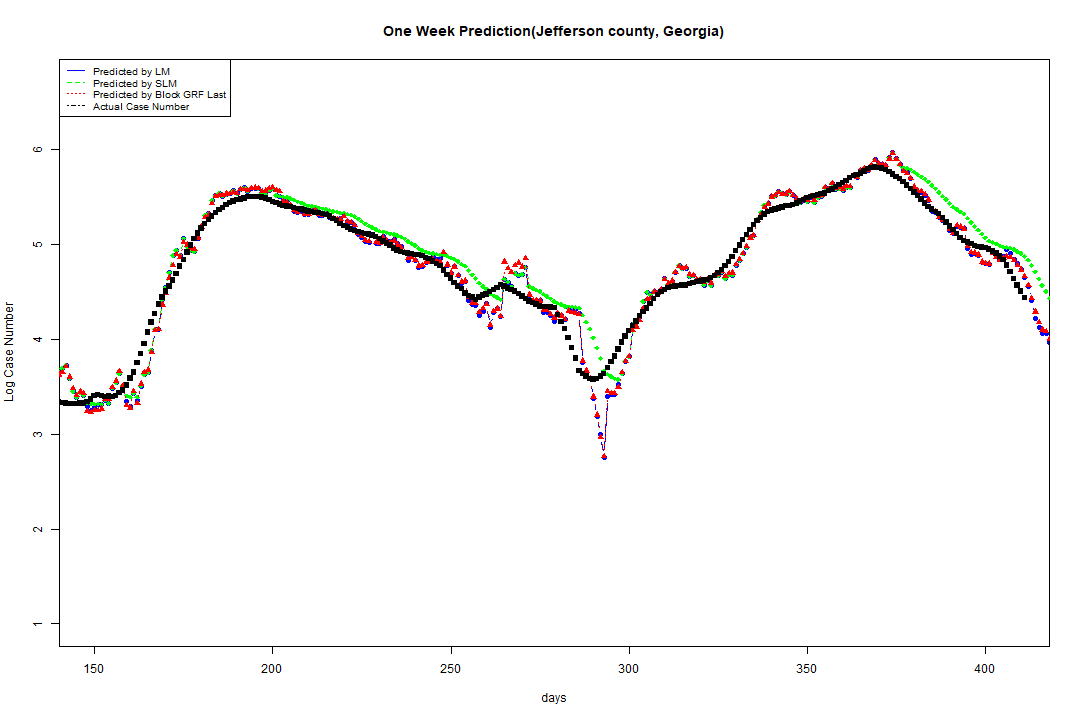 One Week Prediction(Jefferson county, Georgia)
Predicted by LM
Predicted by SLM
Predicted by Block GRF Last
Actual Case Number
6
5
4
3
2
1
Log Case Number
150 200 250 300 350 400
days